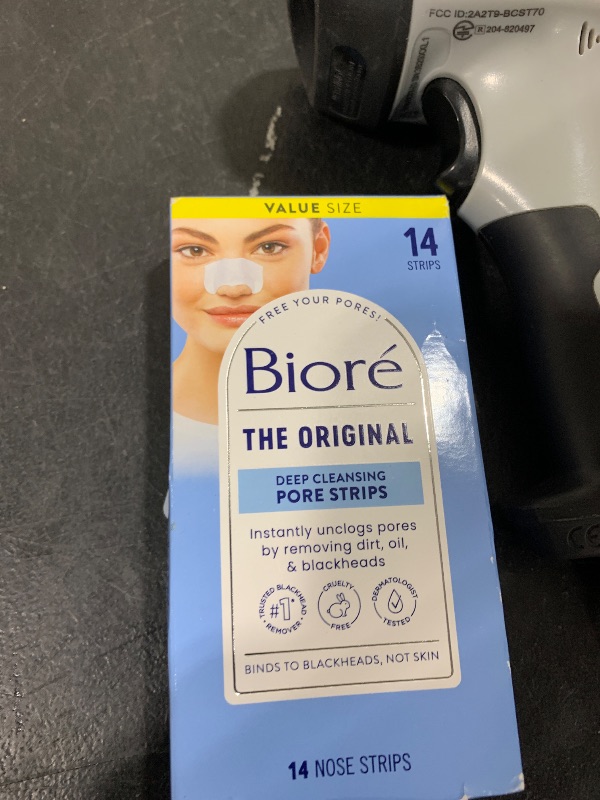 FCC ID:2A2T9-BCST70
204-820497
VALUE SIZE
14
STRIPS
FREE YOUR PORES!
Bioré
THE ORIGINAL
DEEP CLEANSING
PORE STRIPS
Instantly unclogs pores
by removing dirt, oil,
& blackheads
TRUSTED BLACKHEAD
#1*
REMOVER
CRUELTY
FREE
DERMATOLOGIST
TESTED
BINDS TO BLACKHEADS, NOT SKIN
14 NOSE STRIPS
CE